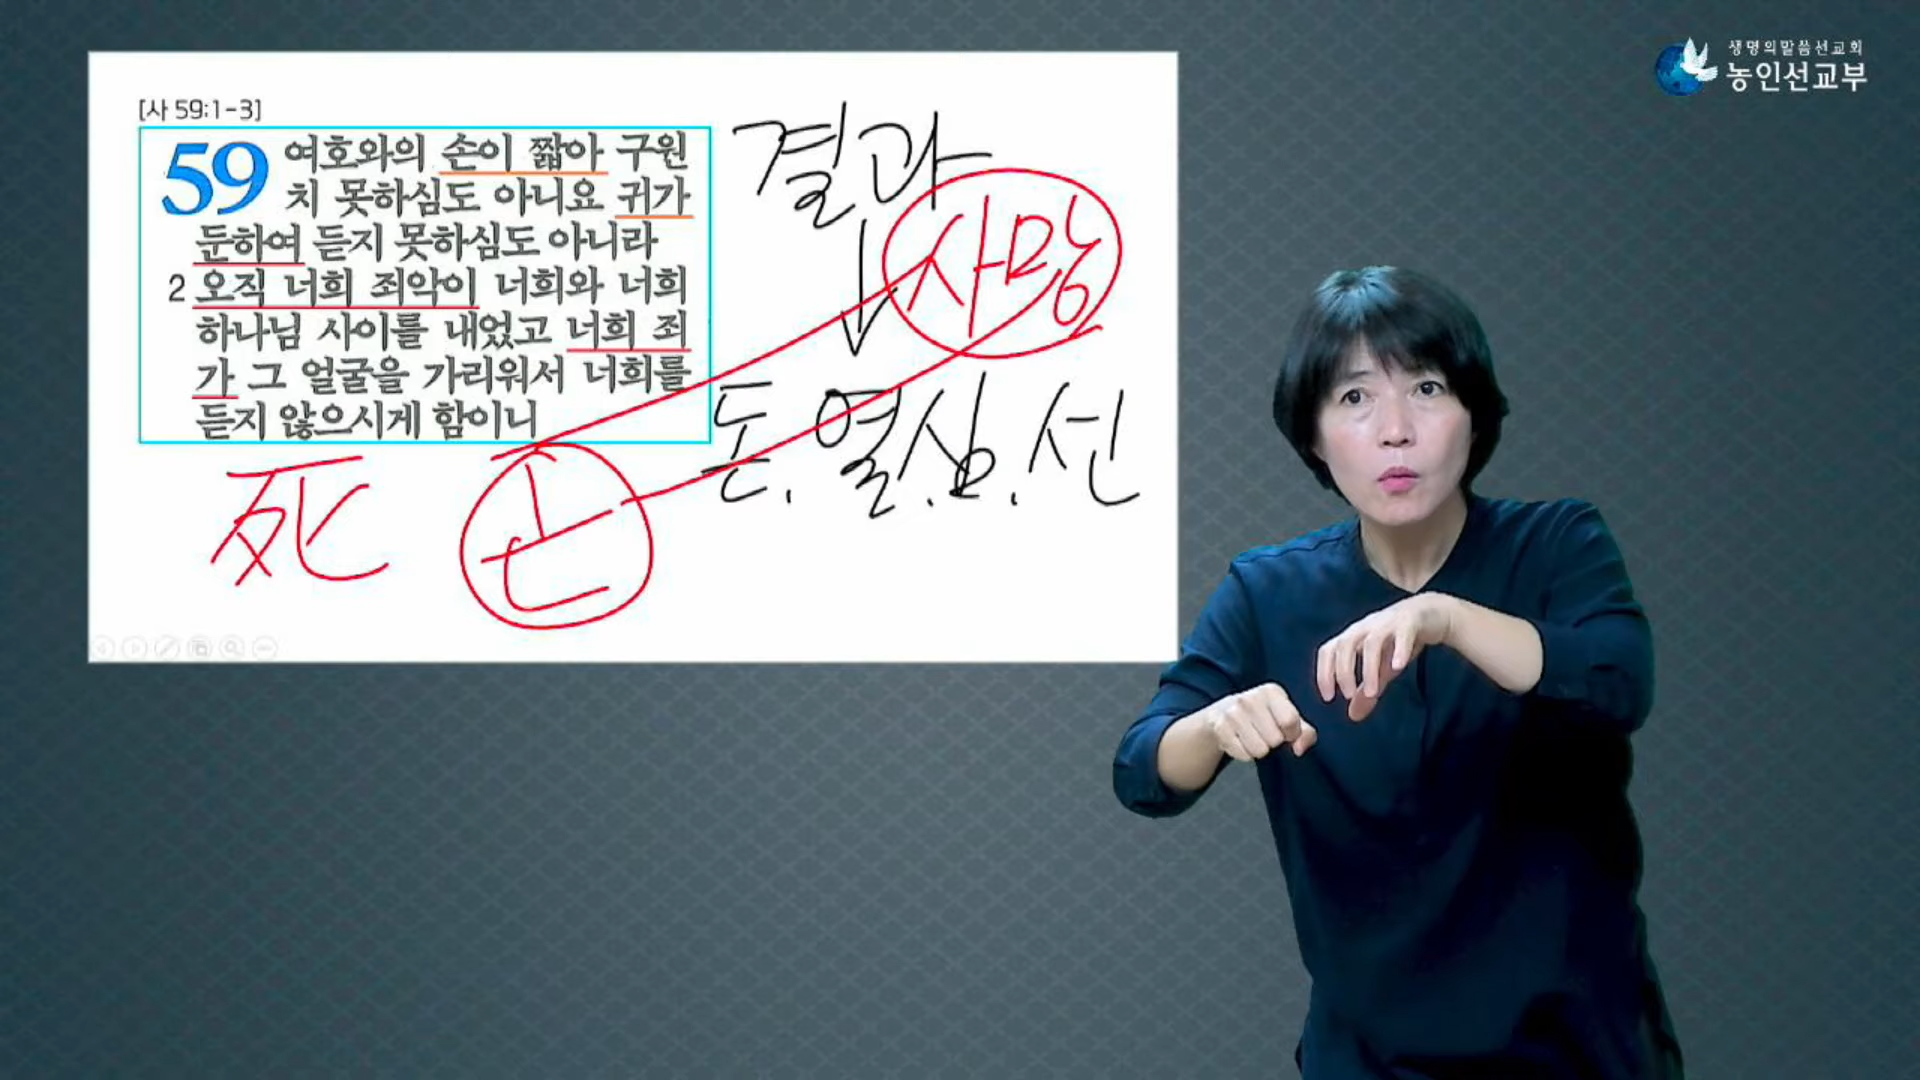 생명의말씀선교회
농인선교부
[사 59:1-3]
59 여호와의 손이 짧아 구원
치 못하심도 아니요 귀가
둔하여 듣지 못하심도 아니라
2 오직 너희 죄악이 너희와 너희
하나님 사이를 내었고 너희 죄
가 그 얼굴을 가리워서 너희를
듣지 않으시게 함이니
결과
사망
돈. 열심. 선
死 亡